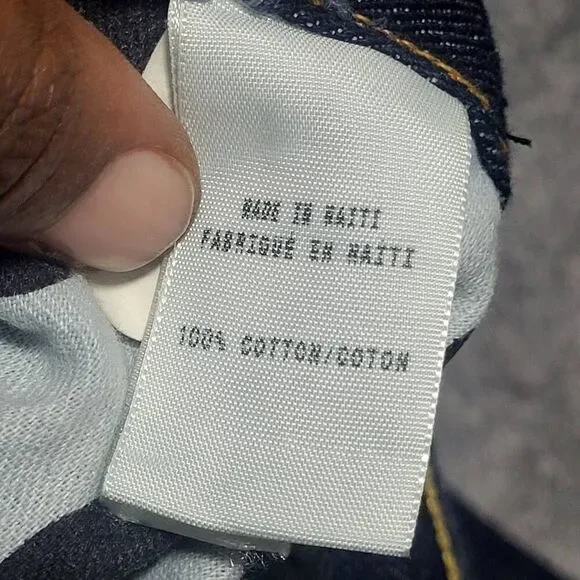 MADE IN HAITI
FABRIQUÉ EN HAITI
100% COTTON/COTON